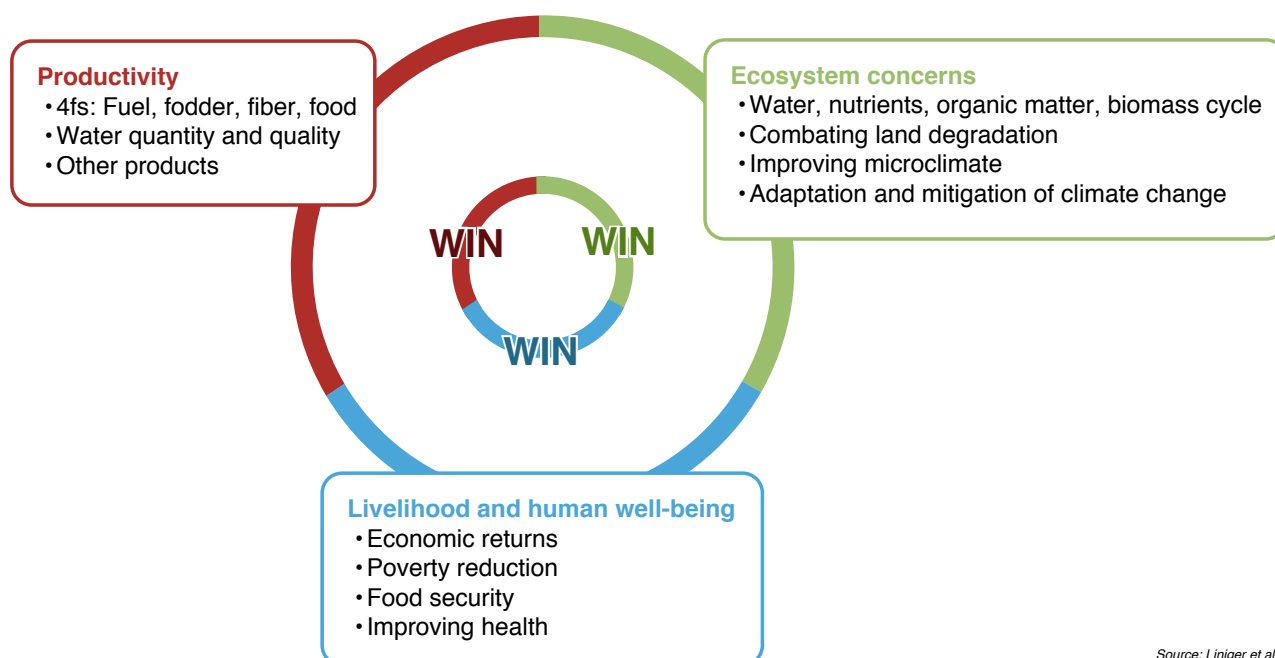 Productivity
• 4fs: Fuel, fodder, fiber, food
• Water quantity and quality
• Other products
Ecosystem concerns
• Water, nutrients, organic matter, biomass cycle
• Combating land degradation
• Improving microclimate
• Adaptation and mitigation of climate change
WIN
WIN
WIN
Livelihood and human well-being
• Economic returns
• Poverty reduction
• Food security
• Improving health
Source: Liniger et al